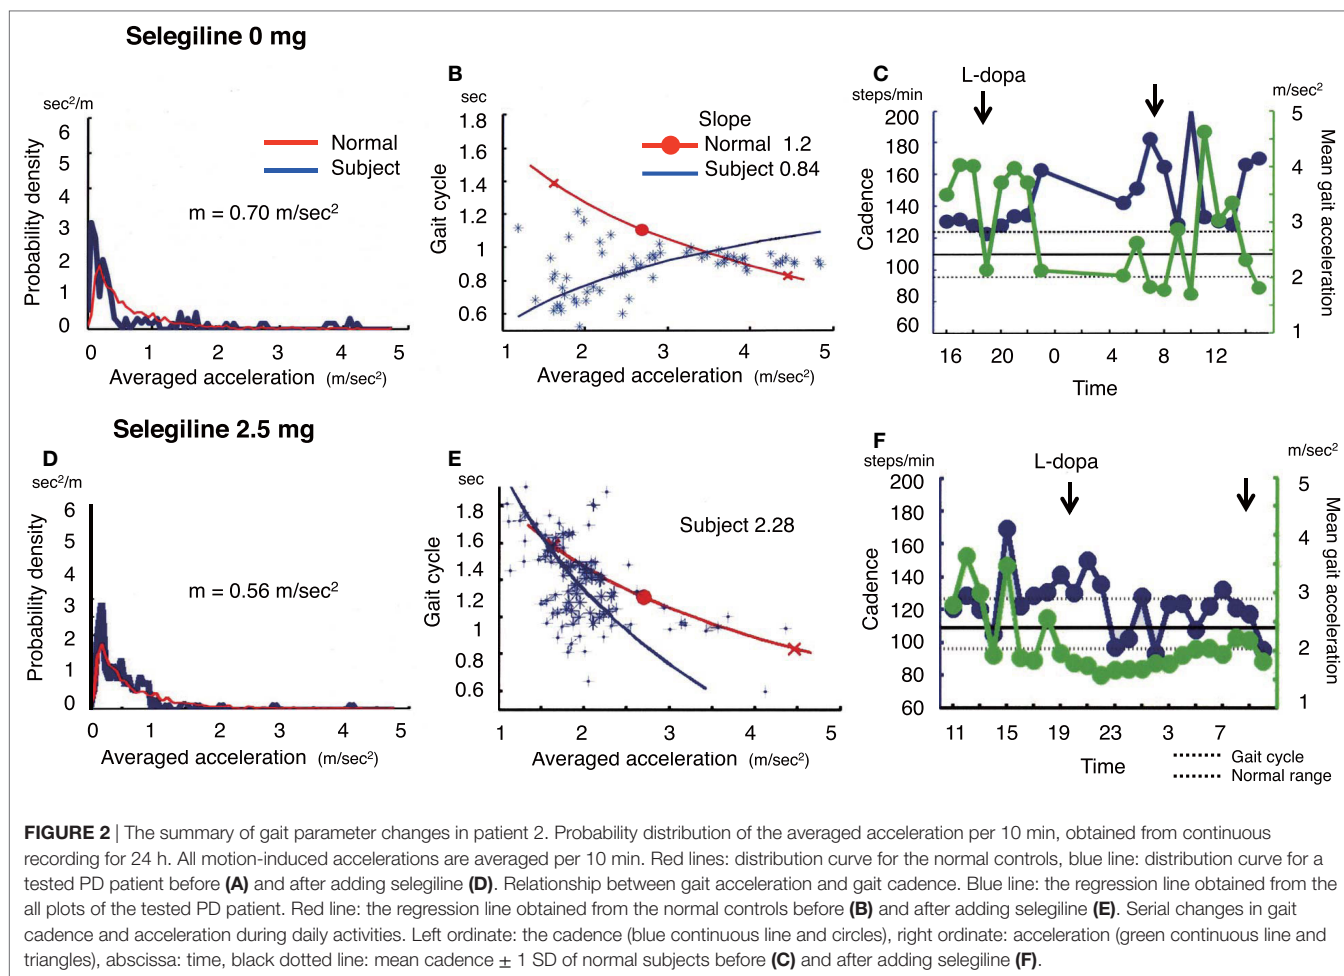 Selegiline 0 mg
A
sec²/m
Probability density
6
5
4
3
2
1
0
Normal
Subject
m = 0.70 m/sec²
0 1 2 3 4 5
Averaged acceleration (m/sec²)
B
sec
Gait cycle
1.8
1.6
1.4
1.2
1
0.8
0.6
Slope
Normal 1.2
Subject 0.84
1 2 3 4 5
Averaged acceleration (m/sec²)
C
L-dopa
steps/min
m/sec²
Cadence
200
180
160
140
120
100
80
60
5
4
3
2
1
Mean gait acceleration
16 20 0 4 8 12
Time
Selegiline 2.5 mg
D
sec²/m
Probability density
6
5
4
3
2
1
0
m = 0.56 m/sec²
0 1 2 3 4 5
Averaged acceleration (m/sec²)
E
sec
Gait cycle
1.8
1.6
1.4
1.2
1
0.8
0.6
Subject 2.28
1 2 3 4 5
Averaged acceleration (m/sec²)
F
L-dopa
steps/min
m/sec²
Cadence
200
180
160
140
120
100
80
60
5
4
3
2
1
Mean gait acceleration
11 15 19 23 3 7
Time
Gait cycle
Normal range
FIGURE 2 | The summary of gait parameter changes in patient 2. Probability distribution of the averaged acceleration per 10 min, obtained from continuous
recording for 24 h. All motion-induced accelerations are averaged per 10 min. Red lines: distribution curve for the normal controls, blue line: distribution curve for a
tested PD patient before (A) and after adding selegiline (D). Relationship between gait acceleration and gait cadence. Blue line: the regression line obtained from the
all plots of the tested PD patient. Red line: the regression line obtained from the normal controls before (B) and after adding selegiline (E). Serial changes in gait
cadence and acceleration during daily activities. Left ordinate: the cadence (blue continuous line and circles), right ordinate: acceleration (green continuous line and
triangles), abscissa: time, black dotted line: mean cadence ± 1 SD of normal subjects before (C) and after adding selegiline (F).